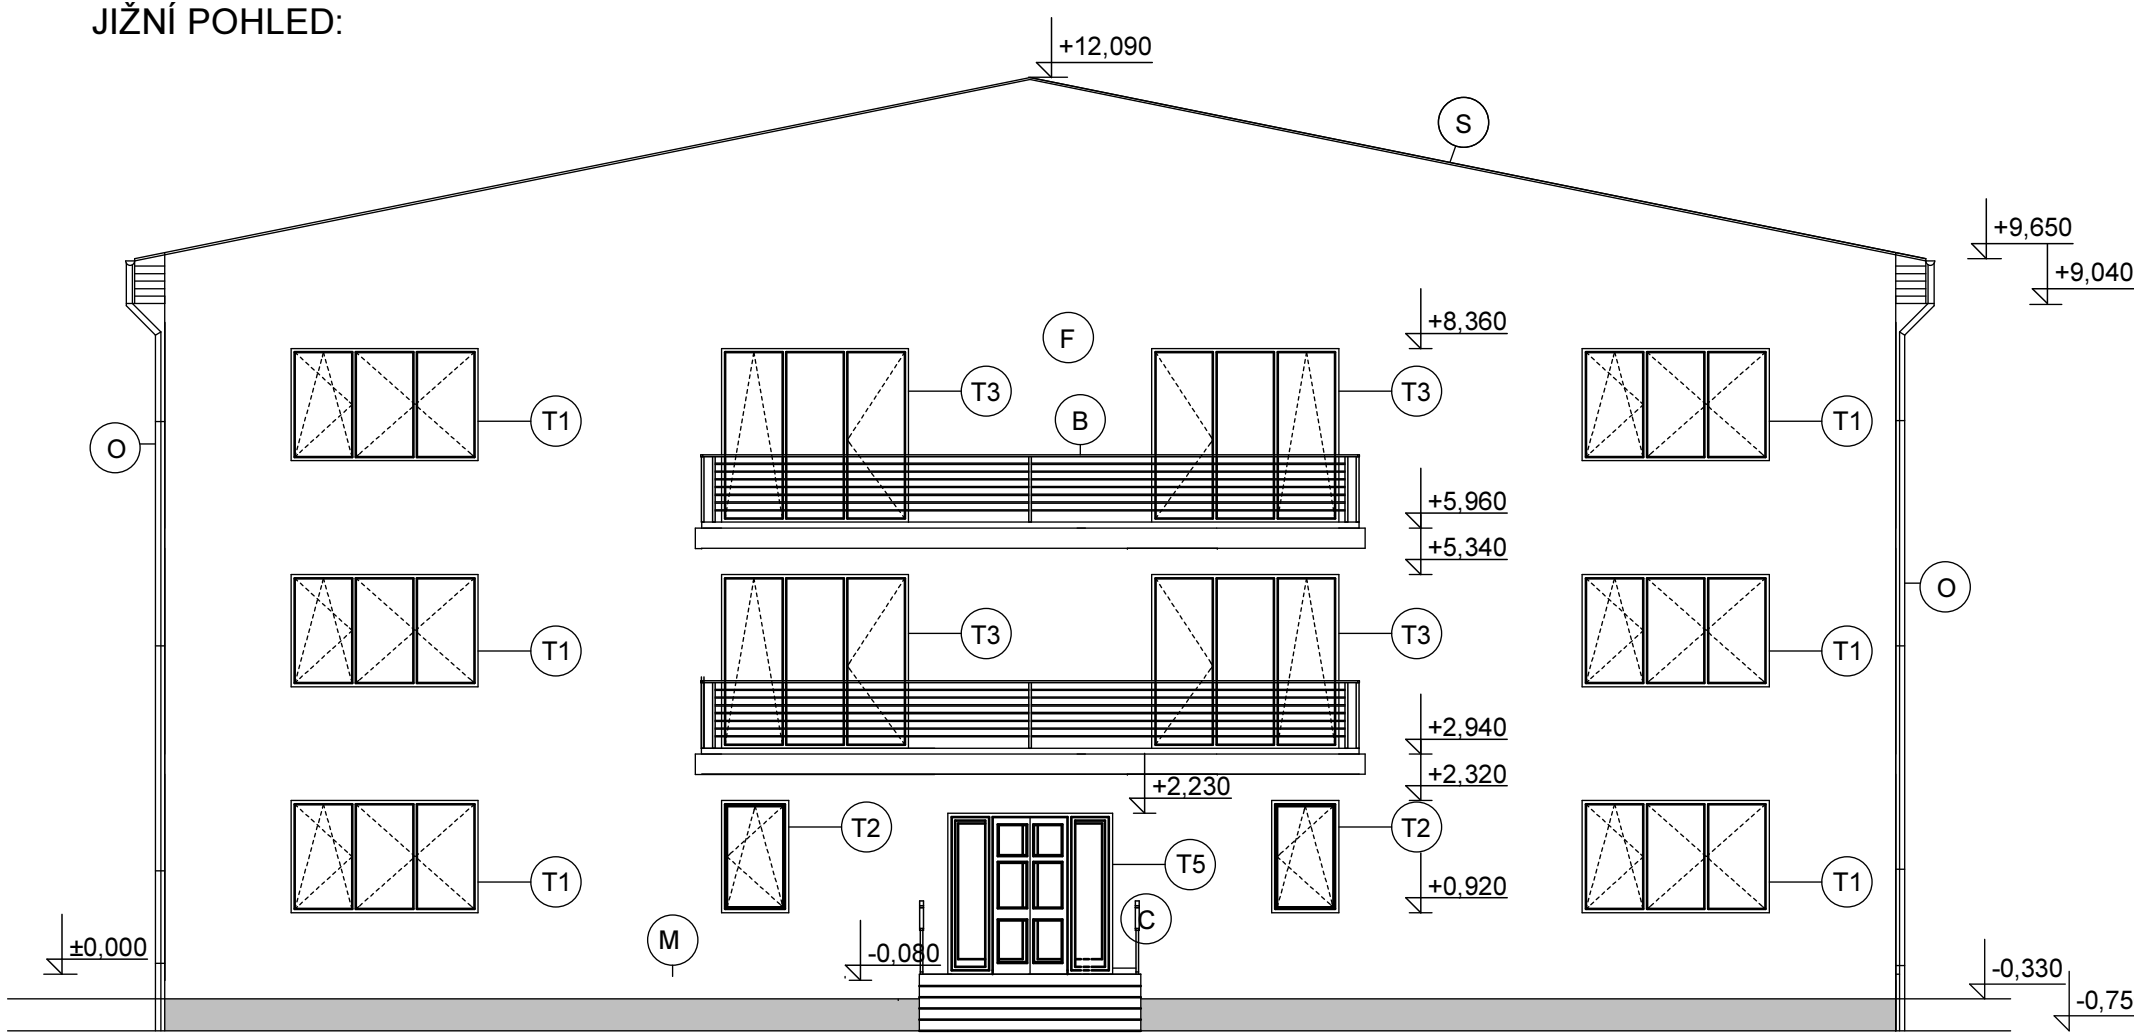 JIŽNÍ POHLED:
+12,090
S
+9,650
+9,040
+8,360
F
T3
T3
B
T1
T1
O
+5,960
+5,340
O
T3
T3
T1
T1
+2,940
+2,320
+2,230
T2
T2
T5
T1
T1
+0,920
C
M
±0,000
-0,080
-0,330
-0,75